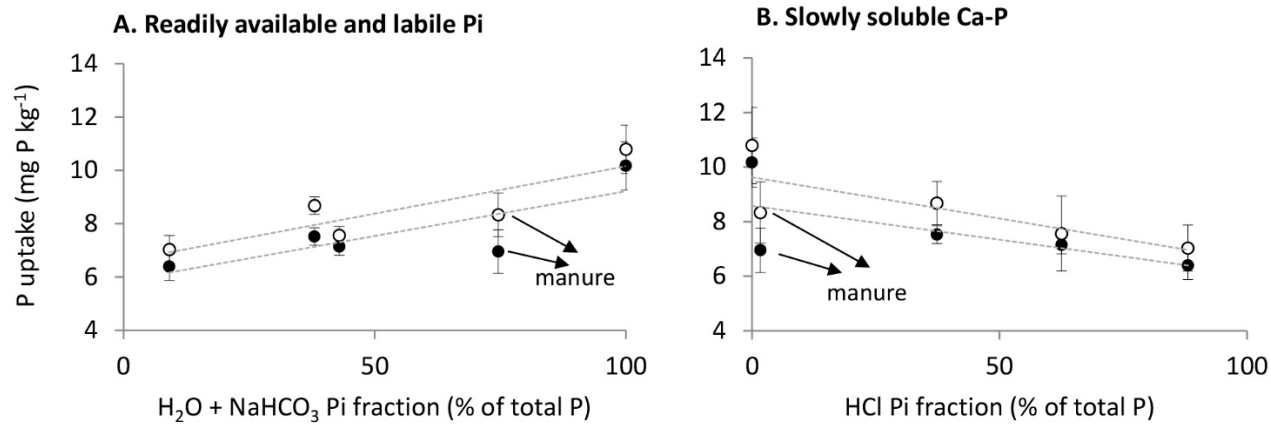 A. Readily available and labile Pi
P uptake (mg P kg⁻¹)
14
12
10
8
6
4
manure
0 50 100
H₂O + NaHCO₃ Pi fraction (% of total P)
B. Slowly soluble Ca-P
14
12
10
8
6
4
manure
0 50 100
HCl Pi fraction (% of total P)